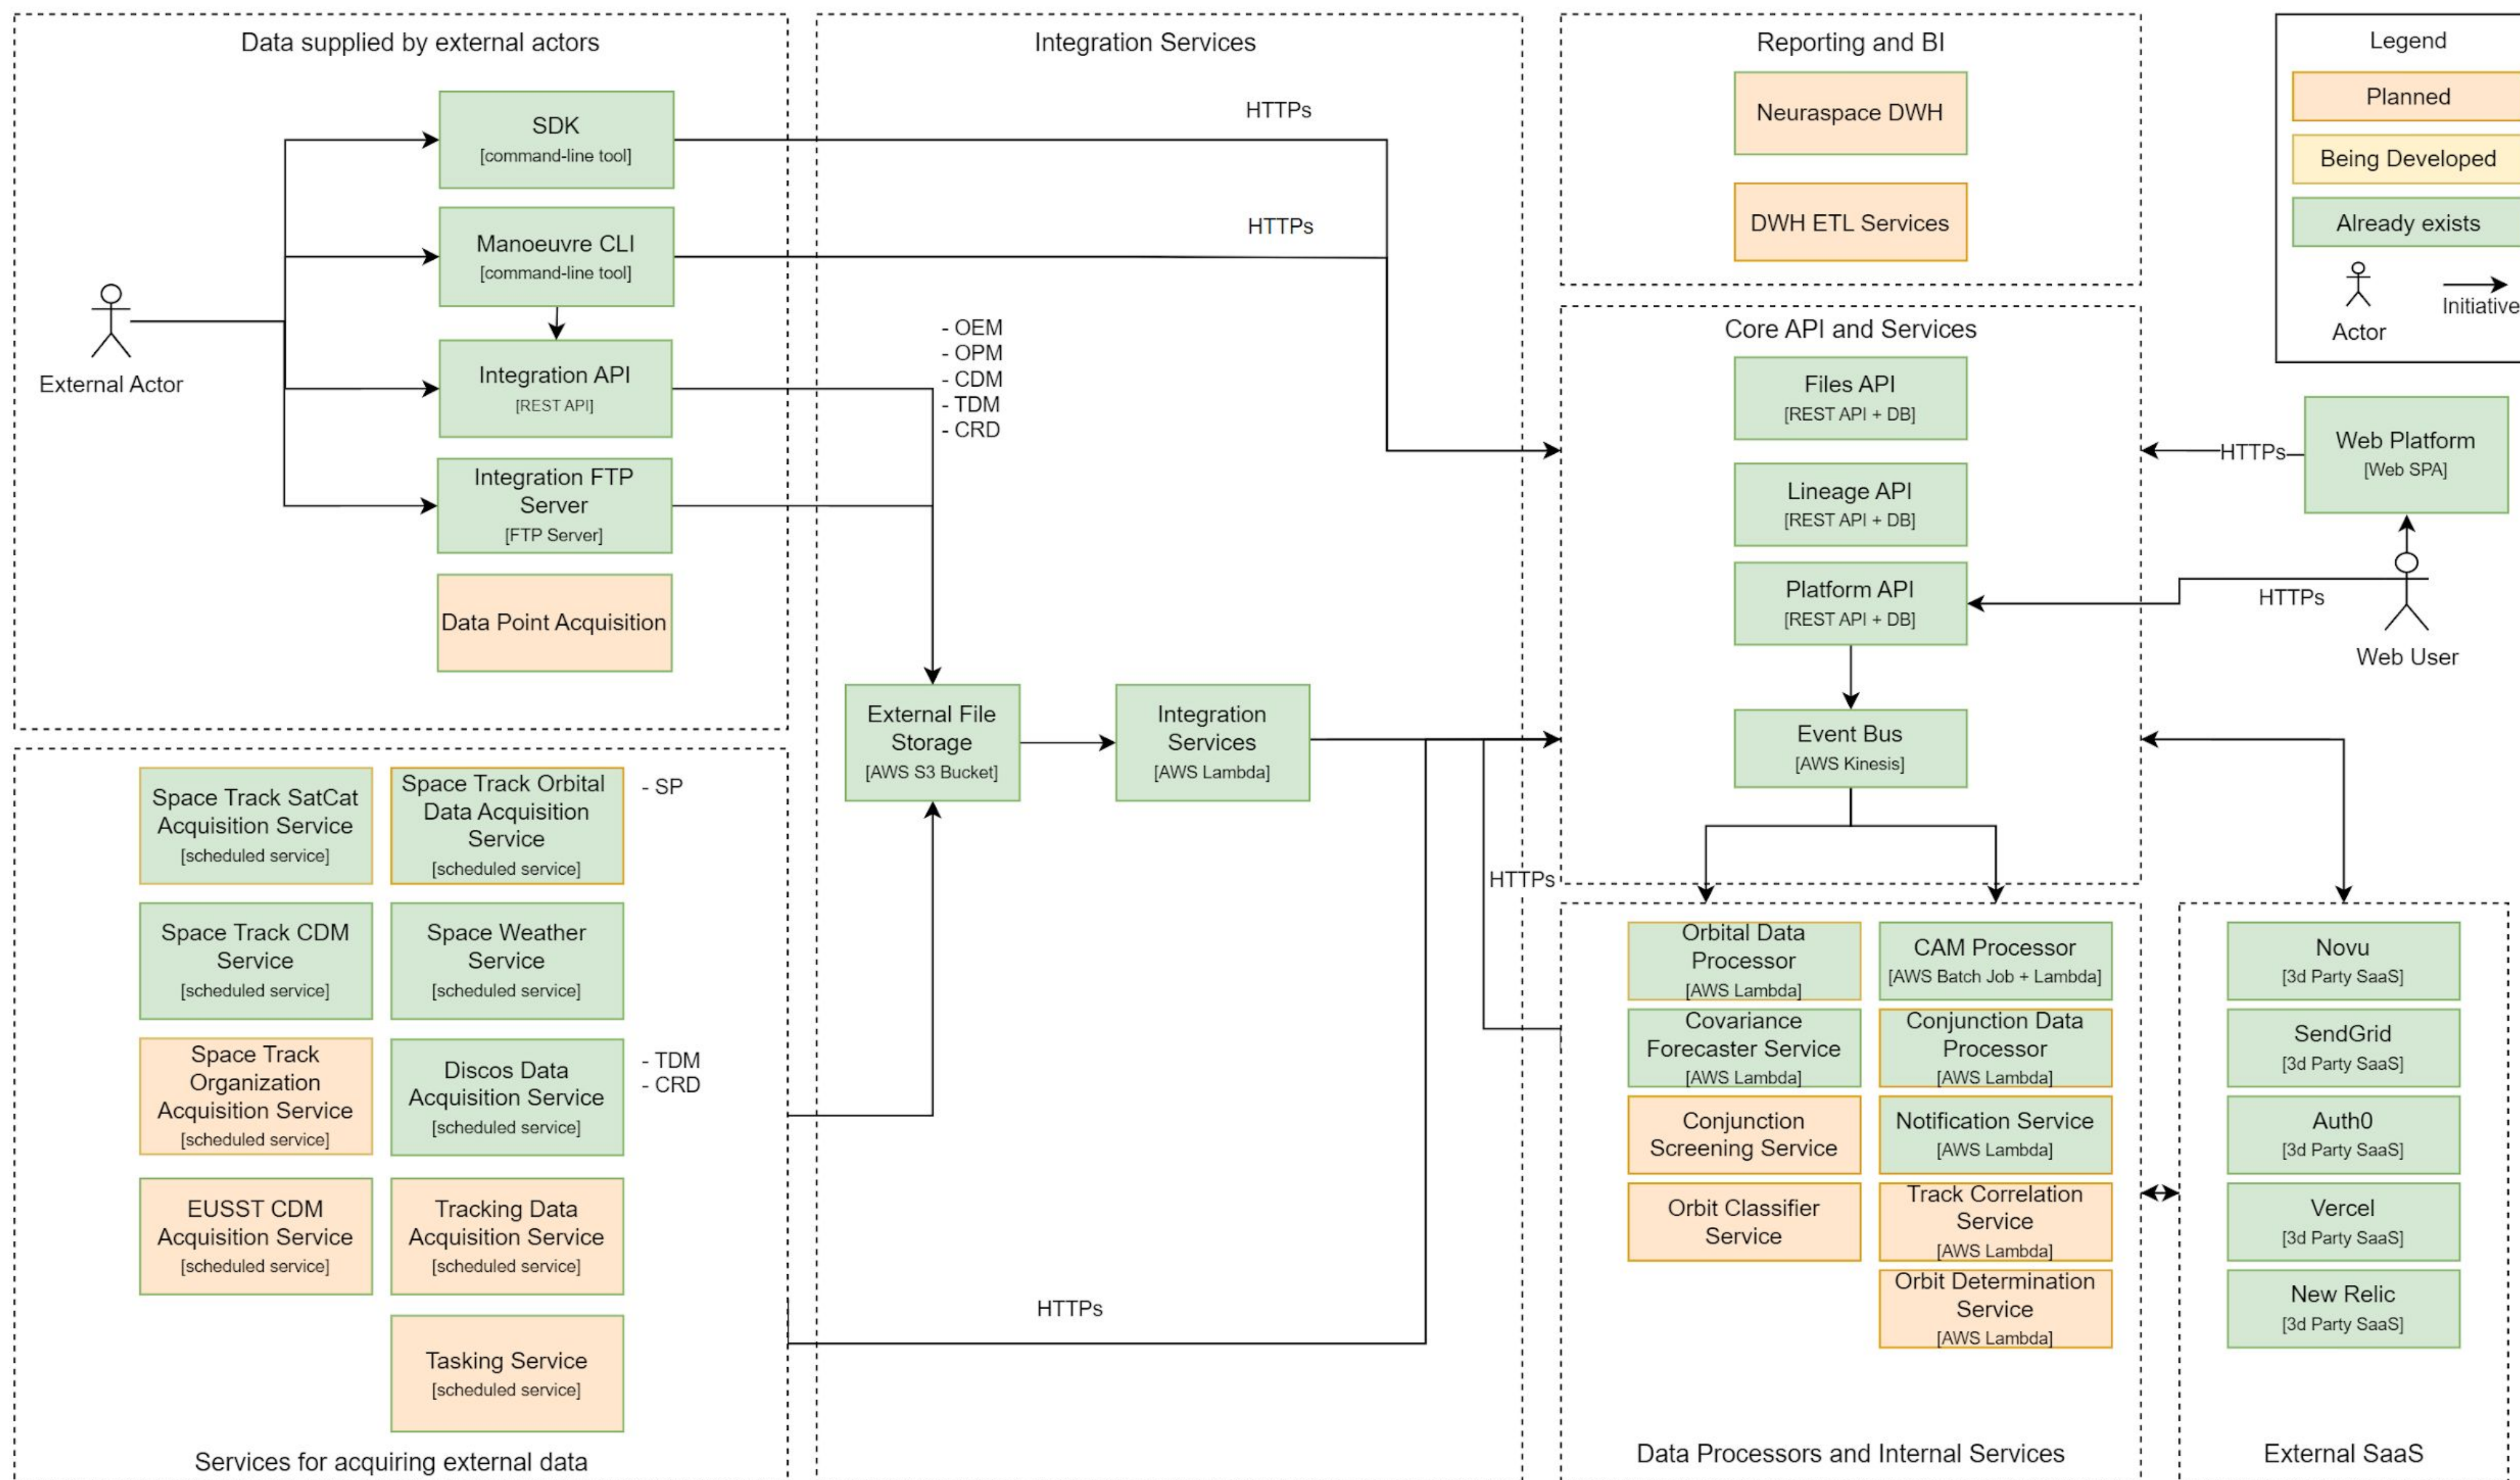 Data supplied by external actors
SDK
[command-line tool]
Manoeuvre CLI
[command-line tool]
Integration API
[REST API]
Integration FTP
Server
[FTP Server]
Data Point Acquisition
External Actor
Integration Services
HTTPs
HTTPs
- OEM
- OPM
- CDM
- TDM
- CRD
External File
Storage
[AWS S3 Bucket]
Integration
Services
[AWS Lambda]
HTTPs
HTTPs
Reporting and BI
Neuraspace DWH
DWH ETL Services
Core API and Services
Files API
[REST API + DB]
Lineage API
[REST API + DB]
Platform API
[REST API + DB]
Event Bus
[AWS Kinesis]
Legend
Planned
Being Developed
Already exists
Actor
Initiative
Web Platform
[Web SPA]
HTTPs
HTTPs
Web User
Space Track SatCat
Acquisition Service
[scheduled service]
Space Track Orbital
Data Acquisition
Service
[scheduled service]
- SP
Space Track CDM
Service
[scheduled service]
Space Weather
Service
[scheduled service]
Space Track
Organization
Acquisition Service
[scheduled service]
Discos Data
Acquisition Service
[scheduled service]
- TDM
- CRD
EUSST CDM
Acquisition Service
[scheduled service]
Tracking Data
Acquisition Service
[scheduled service]
Tasking Service
[scheduled service]
Services for acquiring external data
Orbital Data
Processor
[AWS Lambda]
CAM Processor
[AWS Batch Job + Lambda]
Covariance
Forecaster Service
[AWS Lambda]
Conjunction Data
Processor
[AWS Lambda]
Conjunction
Screening Service
Notification Service
[AWS Lambda]
Orbit Classifier
Service
Track Correlation
Service
[AWS Lambda]
Orbit Determination
Service
[AWS Lambda]
Data Processors and Internal Services
Novu
[3d Party SaaS]
SendGrid
[3d Party SaaS]
Auth0
[3d Party SaaS]
Vercel
[3d Party SaaS]
New Relic
[3d Party SaaS]
External SaaS